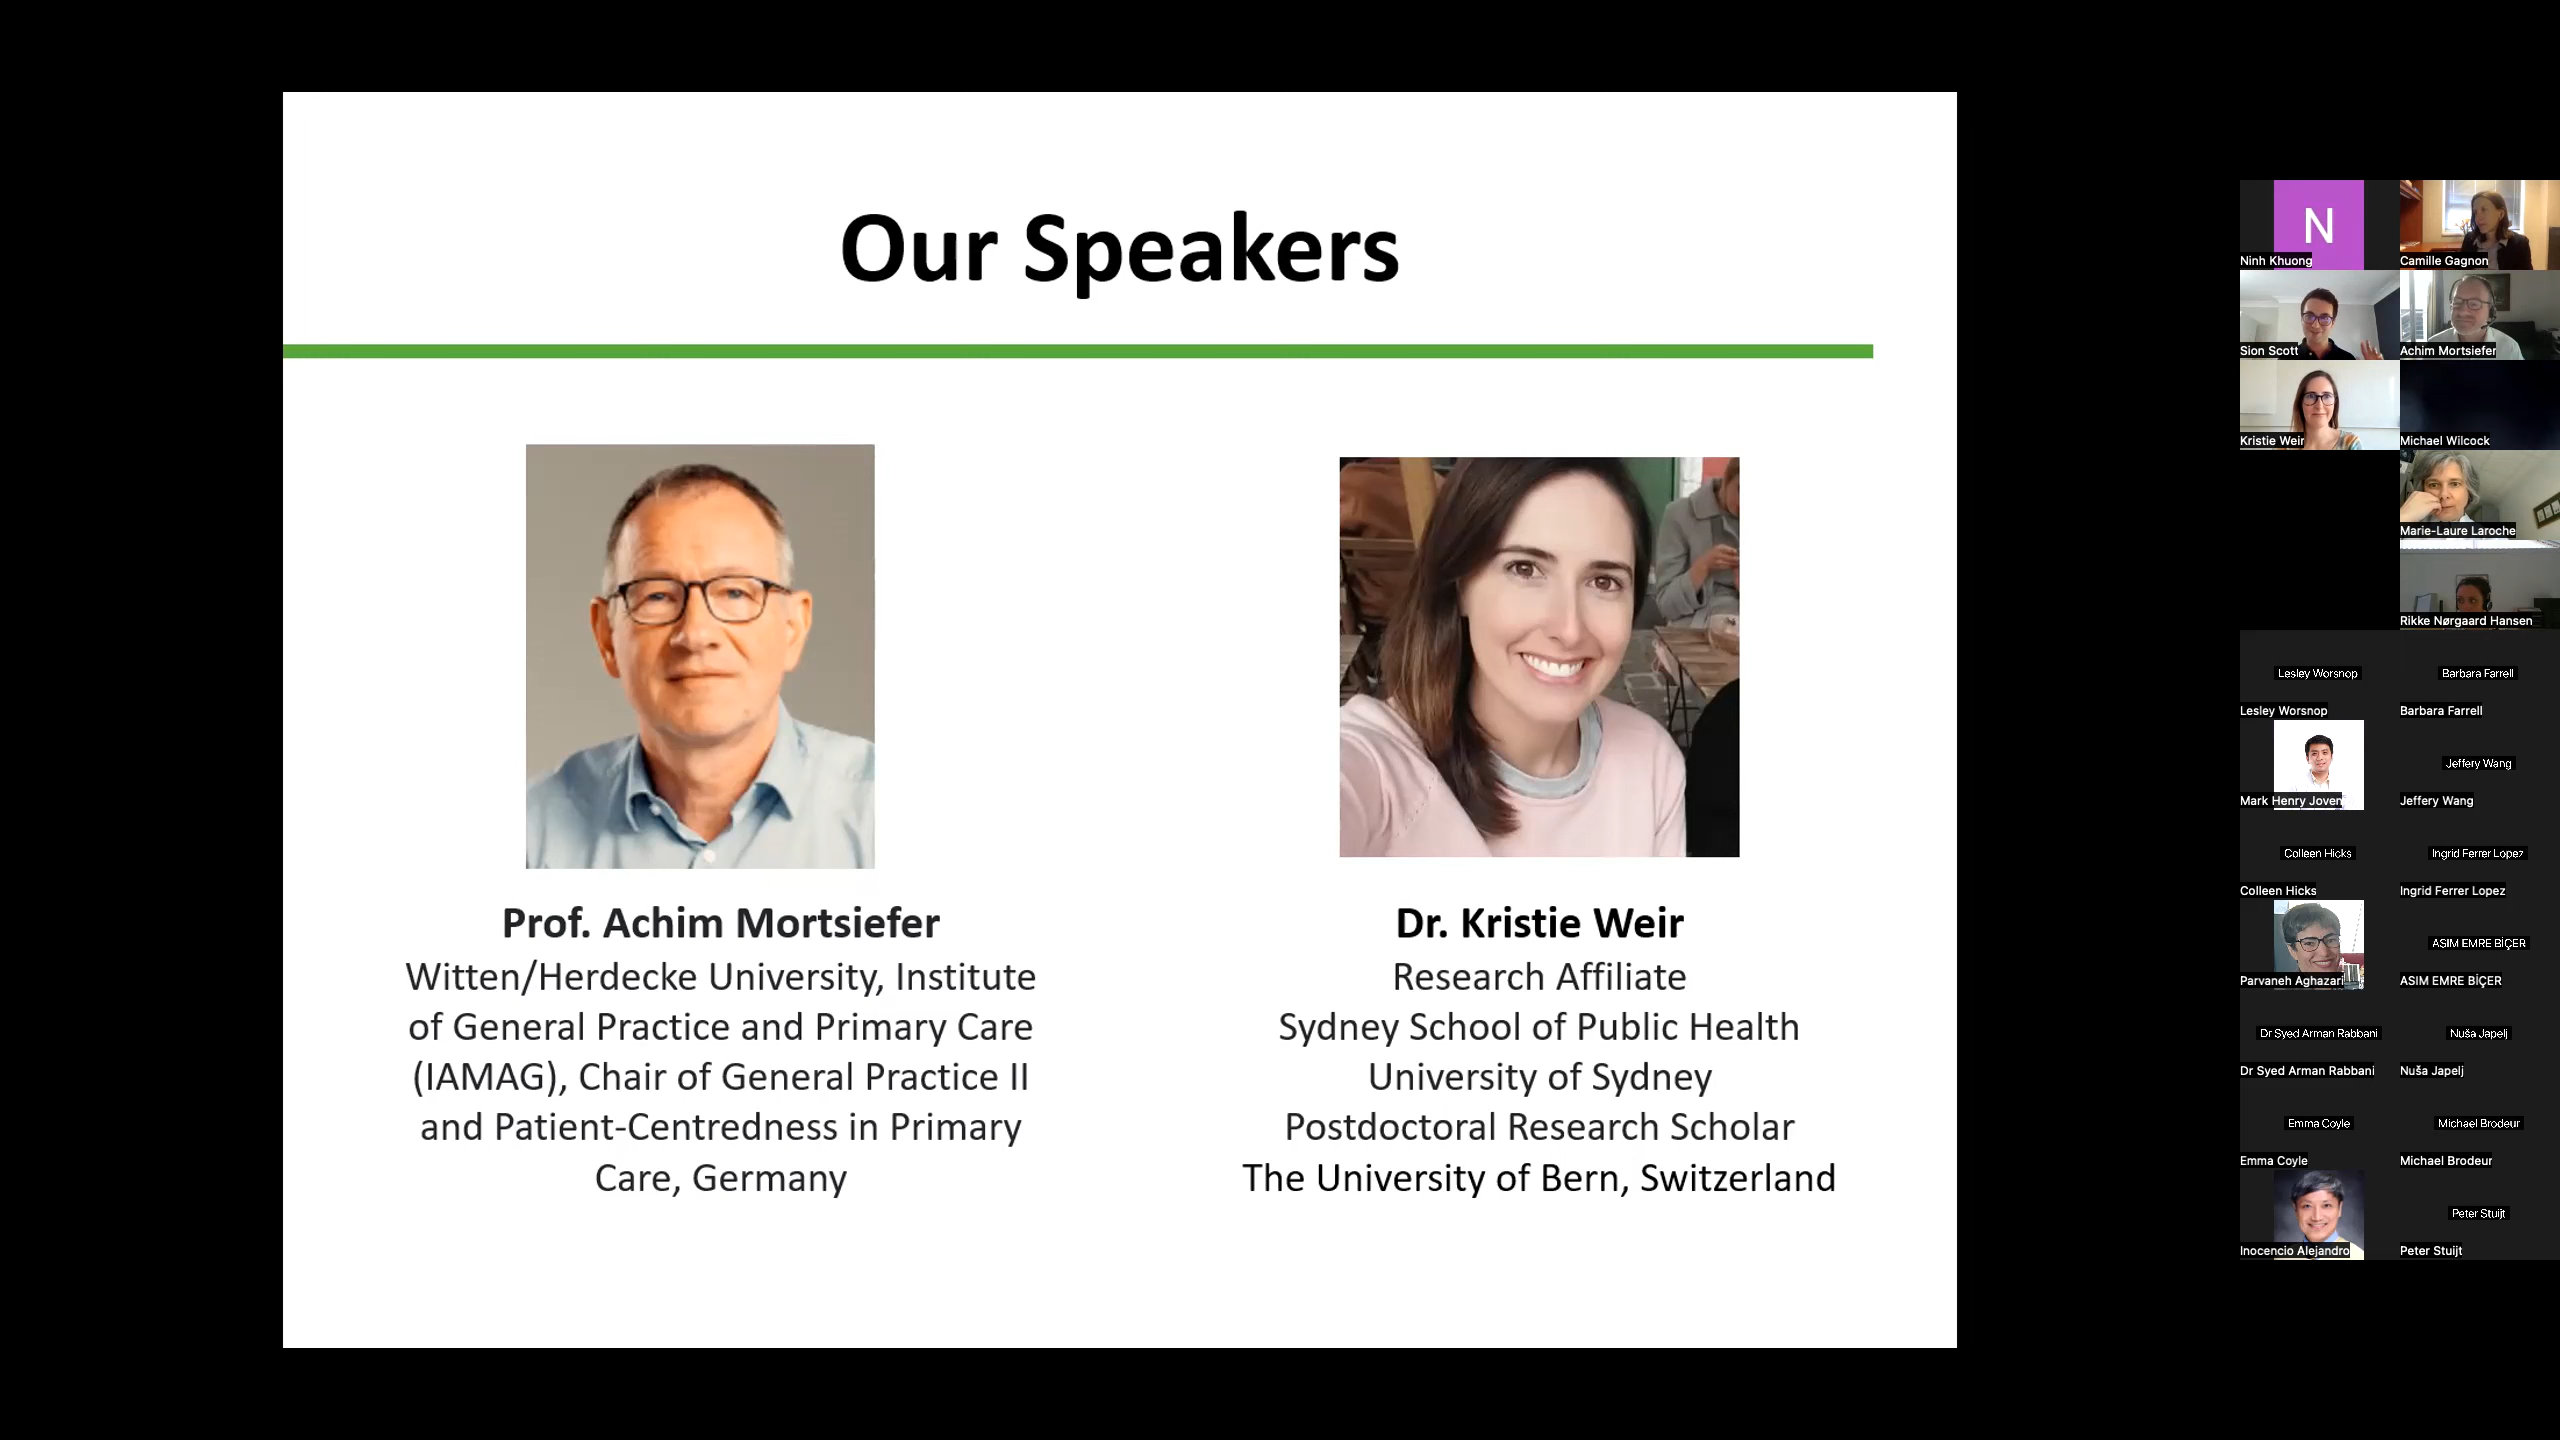 Our Speakers
Prof. Achim Mortsiefer
Witten/Herdecke University, Institute
of General Practice and Primary Care
(IAMAG), Chair of General Practice II
and Patient-Centredness in Primary
Care, Germany
Dr. Kristie Weir
Research Affiliate
Sydney School of Public Health
University of Sydney
Postdoctoral Research Scholar
The University of Bern, Switzerland
N
Ninh Khuong
Camille Gagnon
Sion Scott
Achim Mortsiefer
Kristie Weir
Michael Wilcock
Marie-Laure Laroche
Rikke Nørgaard Hansen
Lesley Worsnop
Barbara Farrell
Lesley Worsnop
Barbara Farrell
Jeffery Wang
Mark Henry Joven
Jeffery Wang
Colleen Hicks
Ingrid Ferrer Lopez
Colleen Hicks
Ingrid Ferrer Lopez
ASIM EMRE BİÇER
Parvaneh Aghazari
ASIM EMRE BİÇER
Dr Syed Arman Rabbani
Nuša Japelj
Dr Syed Arman Rabbani
Nuša Japelj
Emma Coyle
Michael Brodeur
Emma Coyle
Michael Brodeur
Peter Stuijt
Inocencio Alejandro
Peter Stuijt